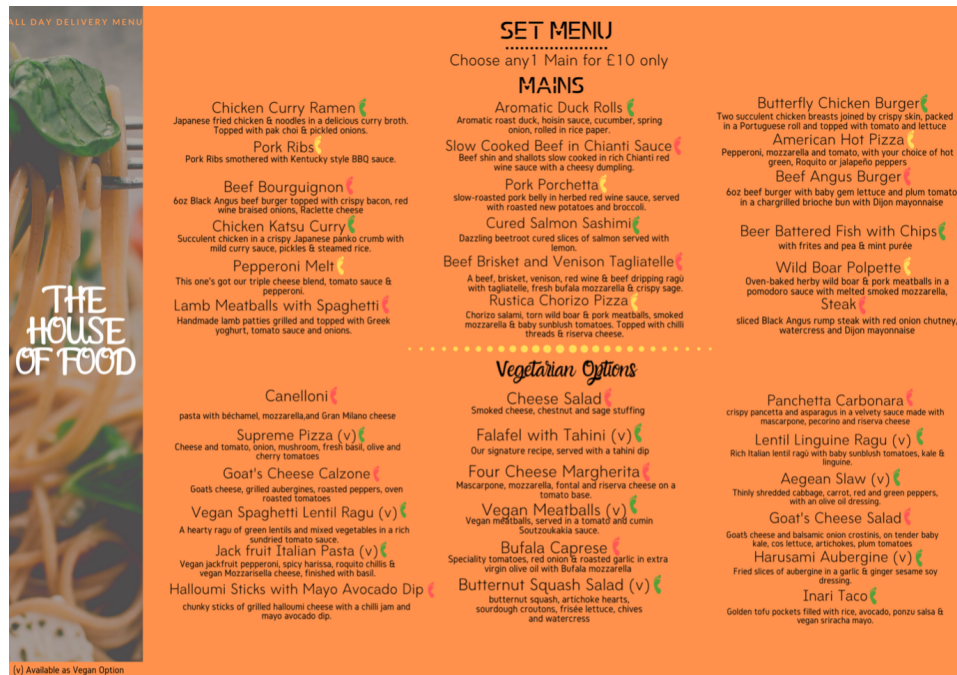 ALL DAY DELIVERY MENU
THE
HOUSE
OF FOOD
(v) Available as Vegan Option
SET MENU
Choose any1 Main for £10 only
MAINS
Chicken Curry Ramen
Japanese fried chicken & noodles in a delicious curry broth.
Topped with pak choi & pickled onions.
Pork Ribs
Pork Ribs smothered with Kentucky style BBQ sauce.
Beef Bourguignon
6oz Black Angus beef burger topped with crispy bacon, red
wine braised onions, Raclette cheese
Chicken Katsu Curry
Succulent chicken in a crispy Japanese panko crumb with
mild curry sauce, pickles & steamed rice.
Pepperoni Melt
This one's got our triple cheese blend, tomato sauce &
pepperoni.
Lamb Meatballs with Spaghetti
Handmade lamb patties grilled and topped with Greek
yoghurt, tomato sauce and onions.
Aromatic Duck Rolls
Aromatic roast duck, hoisin sauce, cucumber, spring
onion, rolled in rice paper.
Slow Cooked Beef in Chianti Sauce
Beef shin and shallots slow cooked in rich Chianti red
wine sauce with a cheesy dumpling.
Pork Porchetta
slow-roasted pork belly in herbed red wine sauce, served
with roasted new potatoes and broccoli.
Cured Salmon Sashimi
Dazzling beetroot cured slices of salmon served with
lemon.
Beef Brisket and Venison Tagliatelle
A beef, brisket, venison, red wine & beef dripping ragù
with tagliatelle, fresh bufala mozzarella & crispy sage.
Rustica Chorizo Pizza
Chorizo salami, torn wild boar & pork meatballs, smoked
mozzarella & baby sunblush tomatoes. Topped with chilli
threads & riserva cheese.
Butterfly Chicken Burger
Two succulent chicken breasts joined by crispy skin, packed
in a Portuguese roll and topped with tomato and lettuce
American Hot Pizza
Pepperoni, mozzarella and tomato, with your choice of hot
green, Roquito or jalapeño peppers
Beef Angus Burger
6oz beef burger with baby gem lettuce and plum tomato
in a chargrilled brioche bun with Dijon mayonnaise
Beer Battered Fish with Chips
with frites and pea & mint purée
Wild Boar Polpette
Oven-baked herby wild boar & pork meatballs in a
pomodoro sauce with melted smoked mozzarella,
Steak
sliced Black Angus rump steak with red onion chutney,
watercress and Dijon mayonnaise
Vegetarian Options
Canelloni
pasta with béchamel, mozzarella,and Gran Milano cheese
Supreme Pizza (v)
Cheese and tomato, onion, mushroom, fresh basil, olive and
cherry tomatoes
Goat's Cheese Calzone
Goat's cheese, grilled aubergines, roasted peppers, oven
roasted tomatoes
Vegan Spaghetti Lentil Ragu (v)
A hearty ragu of green lentils and mixed vegetables in a rich
sundried tomato sauce.
Jack fruit Italian Pasta (v)
Vegan jackfruit pepperoni, spicy harissa, roquito chillis &
vegan Mozzarisella cheese, finished with basil.
Halloumi Sticks with Mayo Avocado Dip
chunky sticks of grilled halloumi cheese with a chilli jam and
mayo avocado dip.
Cheese Salad
Smoked cheese, chestnut and sage stuffing
Falafel with Tahini (v)
Our signature recipe, served with a tahini dip
Four Cheese Margherita
Mascarpone, mozzarella, fontal and riserva cheese on a
tomato base.
Vegan Meatballs (v)
Vegan meatballs, served in a tomato and cumin
Soutzoukakia sauce.
Bufala Caprese
Speciality tomatoes, red onion & roasted garlic in extra
virgin olive oil with Bufala mozzarella
Butternut Squash Salad (v)
butternut squash, artichoke hearts,
sourdough croutons, frisée lettuce, chives
and watercress
Panchetta Carbonara
crispy pancetta and asparagus in a velvety sauce made with
mascarpone, pecorino and riserva cheese
Lentil Linguine Ragu (v)
Rich Italian lentil ragù with baby sunblush tomatoes, kale &
linguine.
Aegean Slaw (v)
Thinly shredded cabbage, carrot, red and green peppers,
with an olive oil dressing.
Goat's Cheese Salad
Goat's cheese and balsamic onion crostinis, on tender baby
kale, cos lettuce, artichokes, plum tomatoes
Harusami Aubergine (v)
Fried slices of aubergine in a garlic & ginger sesame soy
dressing.
Inari Taco
Golden tofu pockets filled with rice, avocado, ponzu salsa &
vegan sriracha mayo.